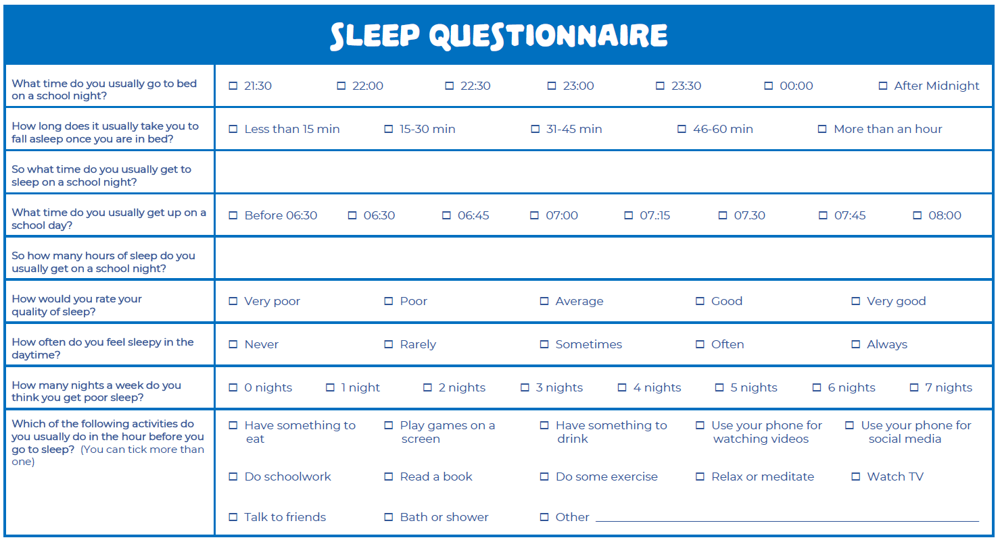 SLEEP QUESTIONNAIRE
What time do you usually go to bed
on a school night?
☐ 21:30 ☐ 22:00 ☐ 22:30 ☐ 23:00 ☐ 23:30 ☐ 00:00 ☐ After Midnight
How long does it usually take you to
fall asleep once you are in bed?
☐ Less than 15 min ☐ 15-30 min ☐ 31-45 min ☐ 46-60 min ☐ More than an hour
So what time do you usually get to
sleep on a school night?
What time do you usually get up on a
school day?
☐ Before 06:30 ☐ 06:30 ☐ 06:45 ☐ 07:00 ☐ 07.:15 ☐ 07.30 ☐ 07:45 ☐ 08:00
So how many hours of sleep do you
usually get on a school night?
How would you rate your
quality of sleep?
☐ Very poor ☐ Poor ☐ Average ☐ Good ☐ Very good
How often do you feel sleepy in the
daytime?
☐ Never ☐ Rarely ☐ Sometimes ☐ Often ☐ Always
How many nights a week do you
think you get poor sleep?
☐ 0 nights ☐ 1 night ☐ 2 nights ☐ 3 nights ☐ 4 nights ☐ 5 nights ☐ 6 nights ☐ 7 nights
Which of the following activities do
you usually do in the hour before you
go to sleep? (You can tick more than
one)
☐ Have something to
eat
☐ Play games on a
screen
☐ Have something to
drink
☐ Use your phone for
watching videos
☐ Use your phone for
social media
☐ Do schoolwork ☐ Read a book ☐ Do some exercise ☐ Relax or meditate ☐ Watch TV
☐ Talk to friends ☐ Bath or shower ☐ Other